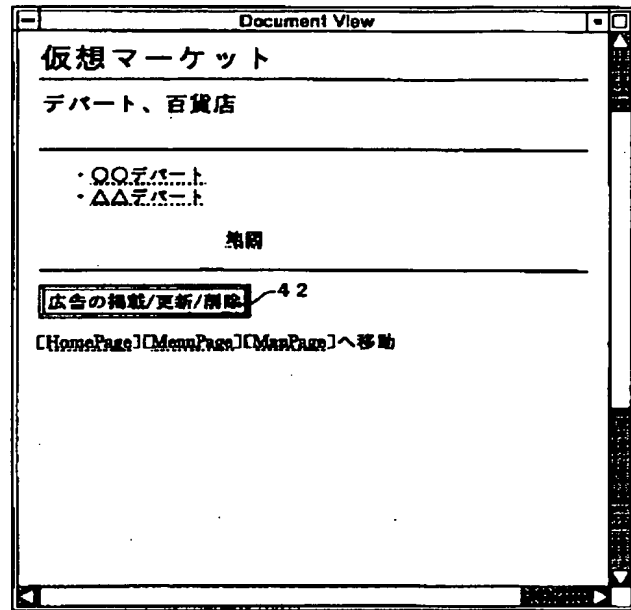 Document View
仮想マーケット
デパート、百貨店
・○○デパート
・△△デパート
地図
広告の掲載/更新/削除
42
[HomePage][MenuPage][MapPage]へ移動